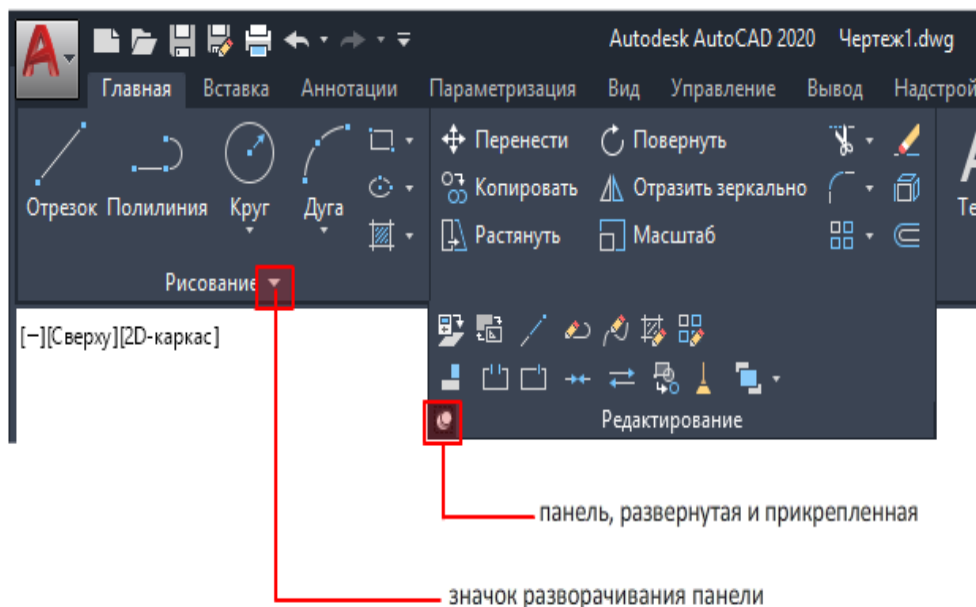 Autodesk AutoCAD 2020 Чертеж1.dwg
Главная Вставка Аннотации Параметризация Вид Управление Вывод Надстрой
Отрезок Полилиния Круг Дуга
Перенести Повернуть
Копировать Отразить зеркально
Растянуть Масштаб
Те
Рисование
[−][Сверху][2D-каркас]
Редактирование
панель, развернутая и прикрепленная
значок разворачивания панели